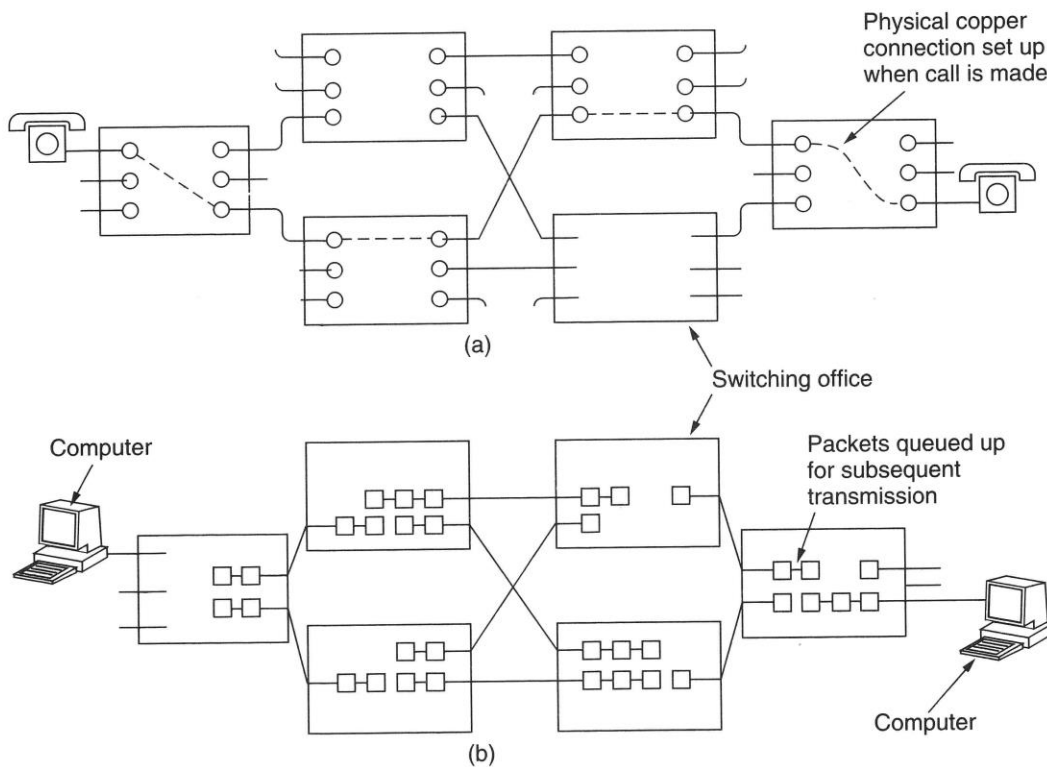 Physical copper
connection set up
when call is made
(a)
Switching office
Computer
Packets queued up
for subsequent
transmission
Computer
(b)